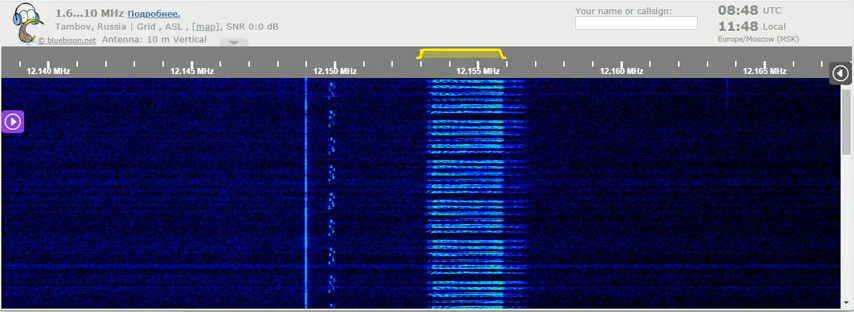 1.6...10 MHz Подробнее.
Tambov, Russia | Grid , ASL , [map], SNR 0:0 dB
© bluebison.net Antenna: 10 m Vertical
Your name or callsign:
08:48 UTC
11:48 Local
Europe/Moscow (MSK)
12.140 MHz 12.145 MHz 12.150 MHz 12.155 MHz 12.160 MHz 12.165 MHz